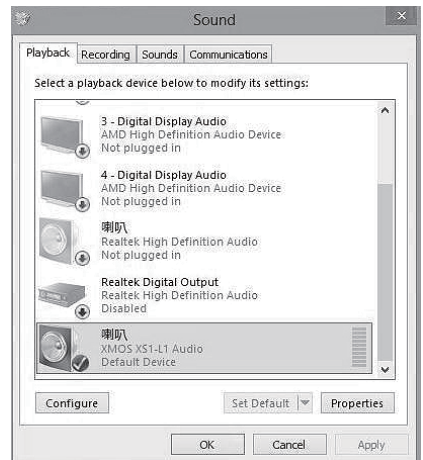 Sound
Playback
Recording
Sounds
Communications
Select a playback device below to modify its settings:
3 - Digital Display Audio
AMD High Definition Audio Device
Not plugged in
4 - Digital Display Audio
AMD High Definition Audio Device
Not plugged in
喇叭
Realtek High Definition Audio
Not plugged in
Realtek Digital Output
Realtek High Definition Audio
Disabled
喇叭
XMOS XS1-L1 Audio
Default Device
Configure
Set Default
Properties
OK
Cancel
Apply